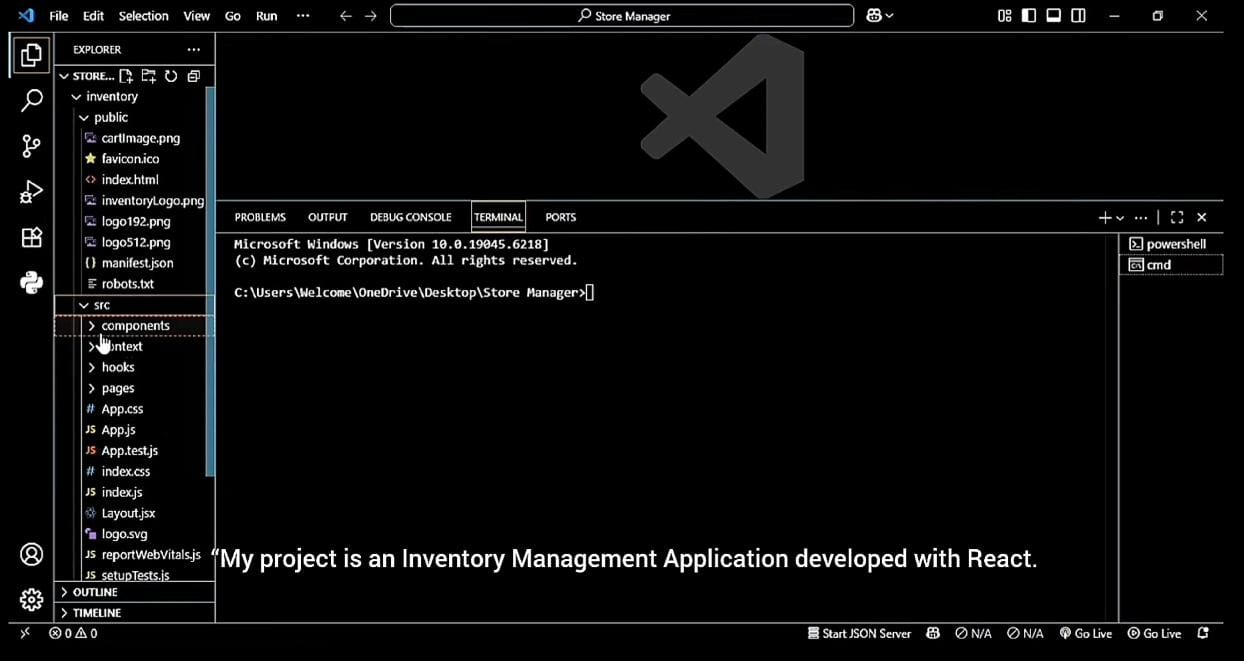 File Edit Selection View Go Run ··· Store Manager
EXPLORER
STORE...
inventory
public
cartImage.png
favicon.ico
index.html
inventoryLogo.png
logo192.png
logo512.png
manifest.json
robots.txt
src
components
context
hooks
pages
App.css
App.js
App.test.js
index.css
index.js
Layout.jsx
logo.svg
reportWebVitals.js
setupTests.js
OUTLINE
TIMELINE
PROBLEMS OUTPUT DEBUG CONSOLE TERMINAL PORTS
Microsoft Windows [Version 10.0.19045.6218]
(c) Microsoft Corporation. All rights reserved.
C:\Users\Welcome\OneDrive\Desktop\Store Manager>
powershell
cmd
“My project is an Inventory Management Application developed with React.
0 0 Start JSON Server N/A N/A Go Live Go Live